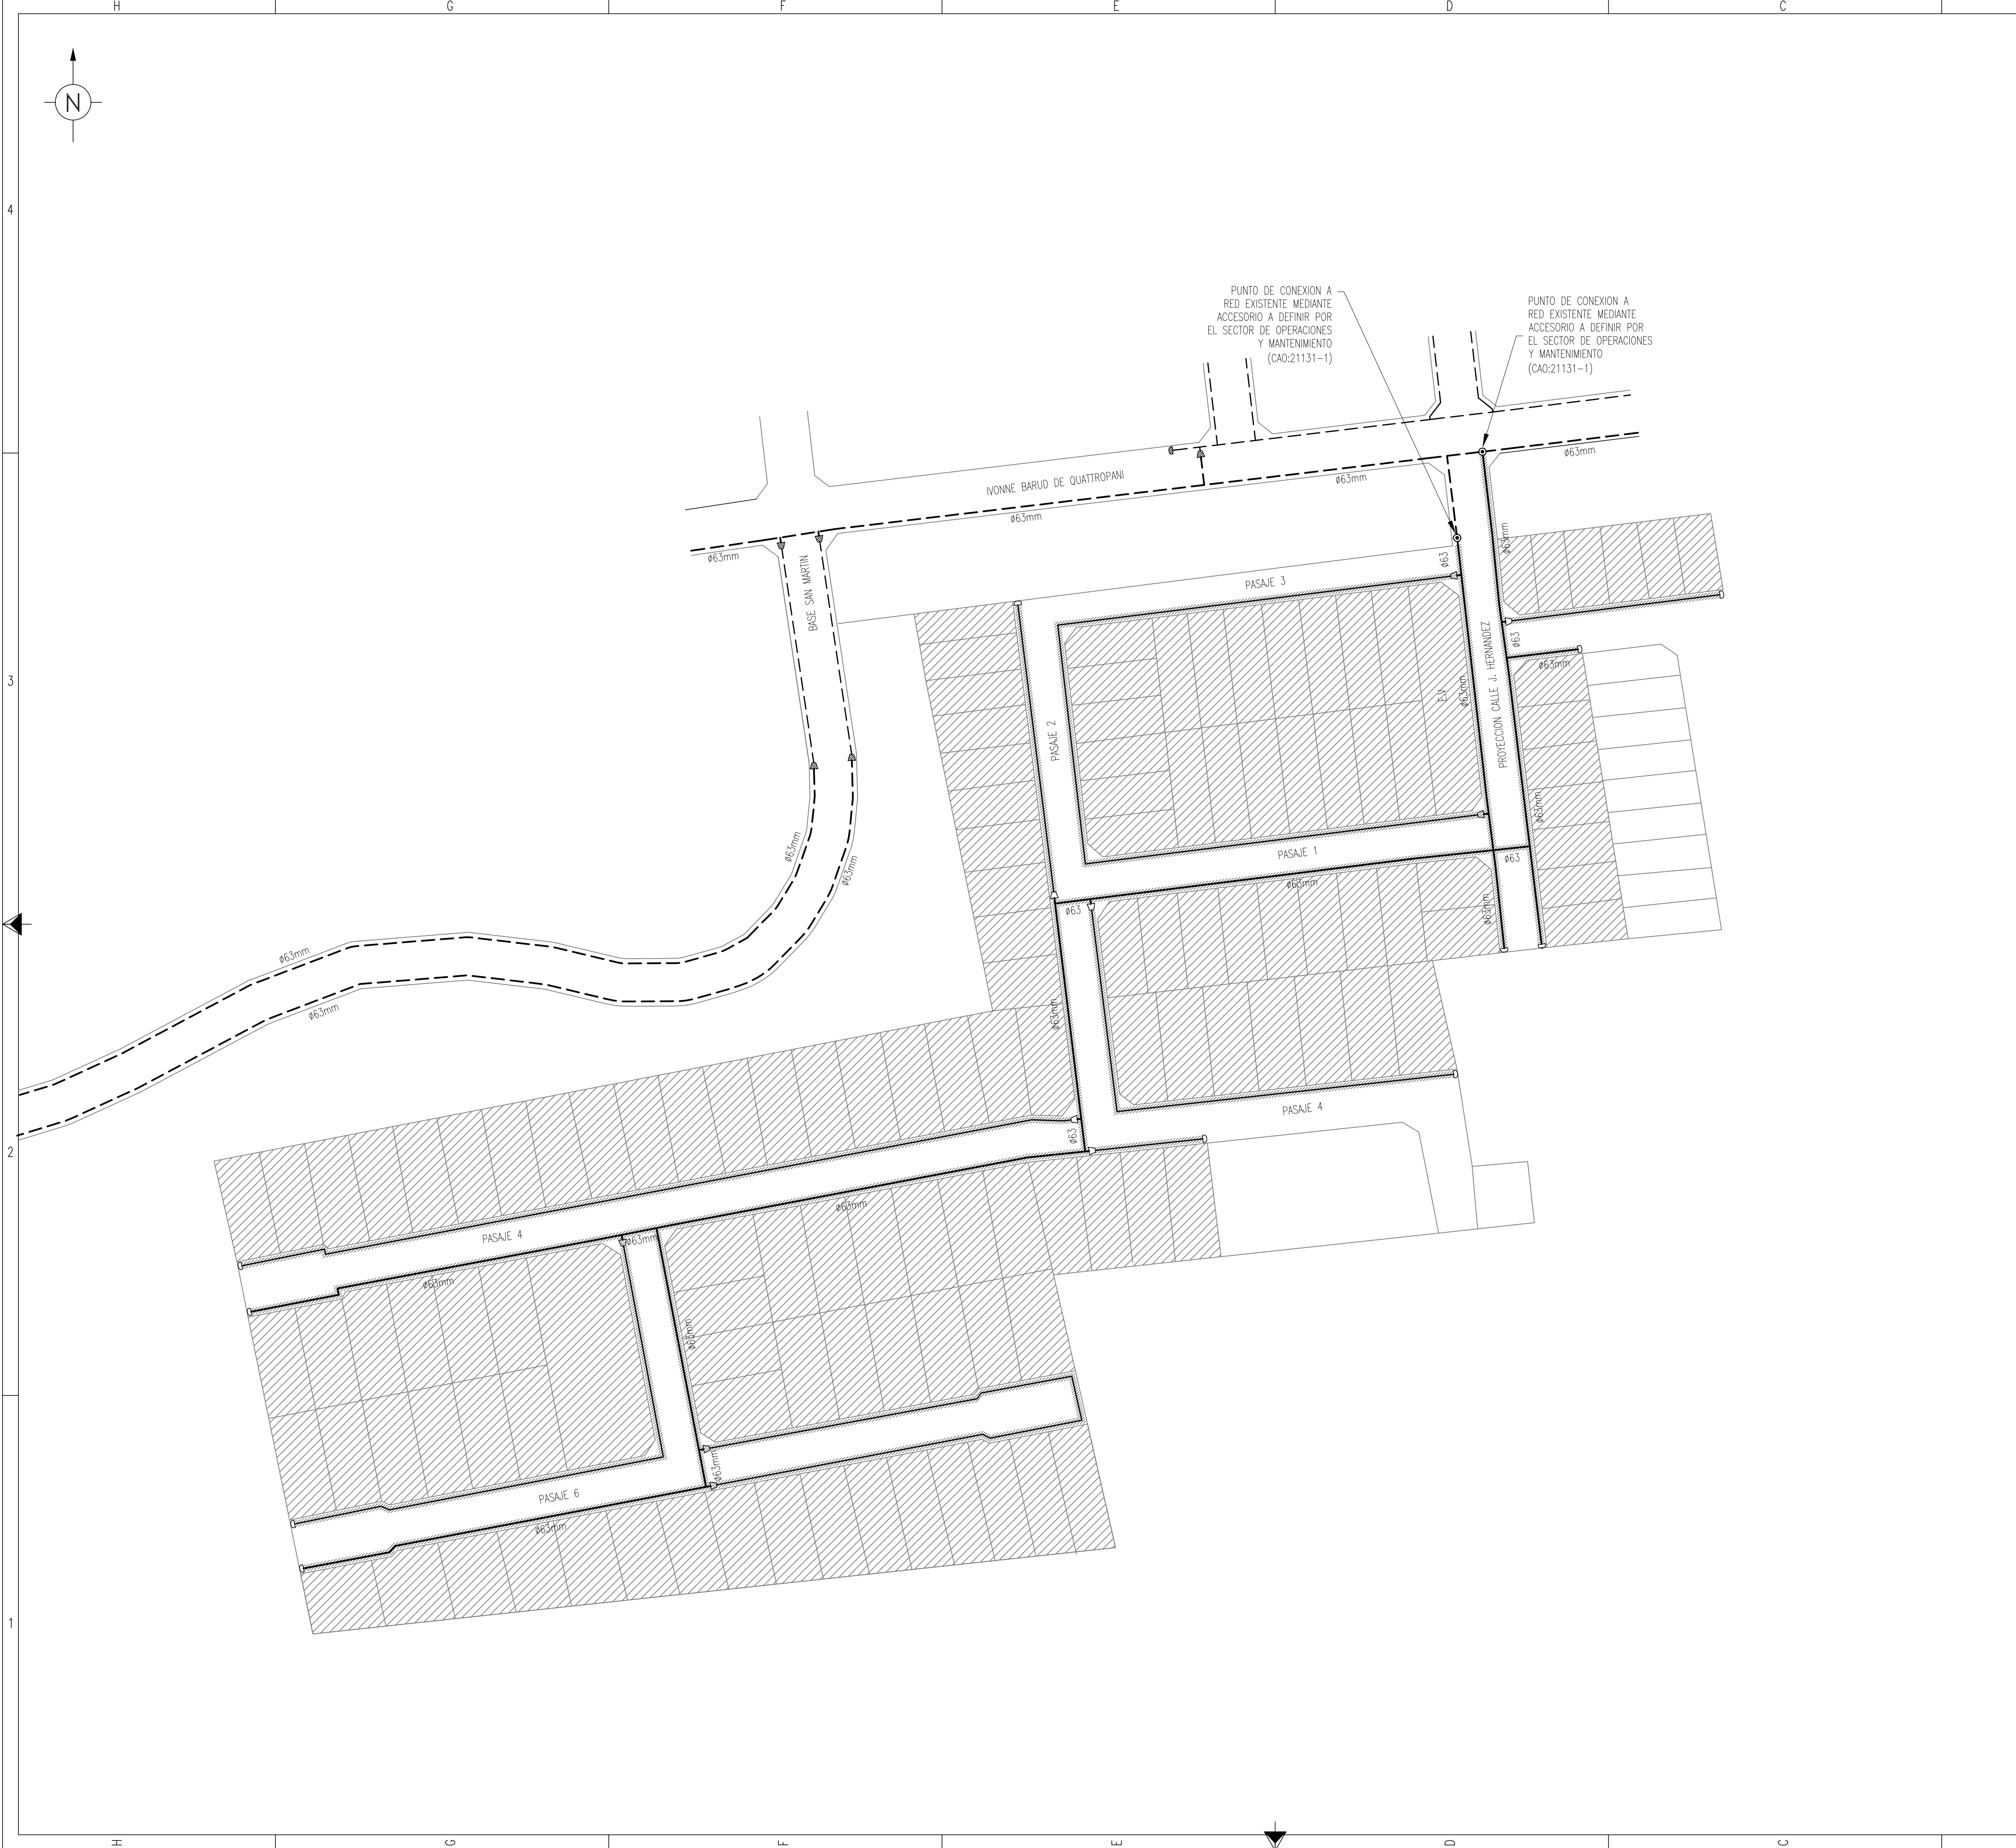 H G F E D C
N
4
PUNTO DE CONEXION A
RED EXISTENTE MEDIANTE
ACCESORIO A DEFINIR POR
EL SECTOR DE OPERACIONES
Y MANTENIMIENTO
(CAO:21131-1)
PUNTO DE CONEXION A
RED EXISTENTE MEDIANTE
ACCESORIO A DEFINIR POR
EL SECTOR DE OPERACIONES
Y MANTENIMIENTO
(CAO:21131-1)
IVONNE BARUD DE QUATTROPANI
ø63mm
ø63mm
ø63mm
ø63mm
BASE SAN MARTIN
ø63mm
ø63
PASAJE 3
ø63
ø63mm
3
PASAJE 2
E.V.
ø63mm
PROYECCION CALLE J. HERNANDEZ
ø63mm
ø63mm
ø63mm
PASAJE 1
ø63
ø63mm
ø63
ø63mm
ø63mm
ø63mm
ø63mm
PASAJE 4
2
ø63
ø63mm
PASAJE 4
ø63mm
ø63mm
ø63mm
ø63mm
PASAJE 6
ø63mm
1
H G F E D C